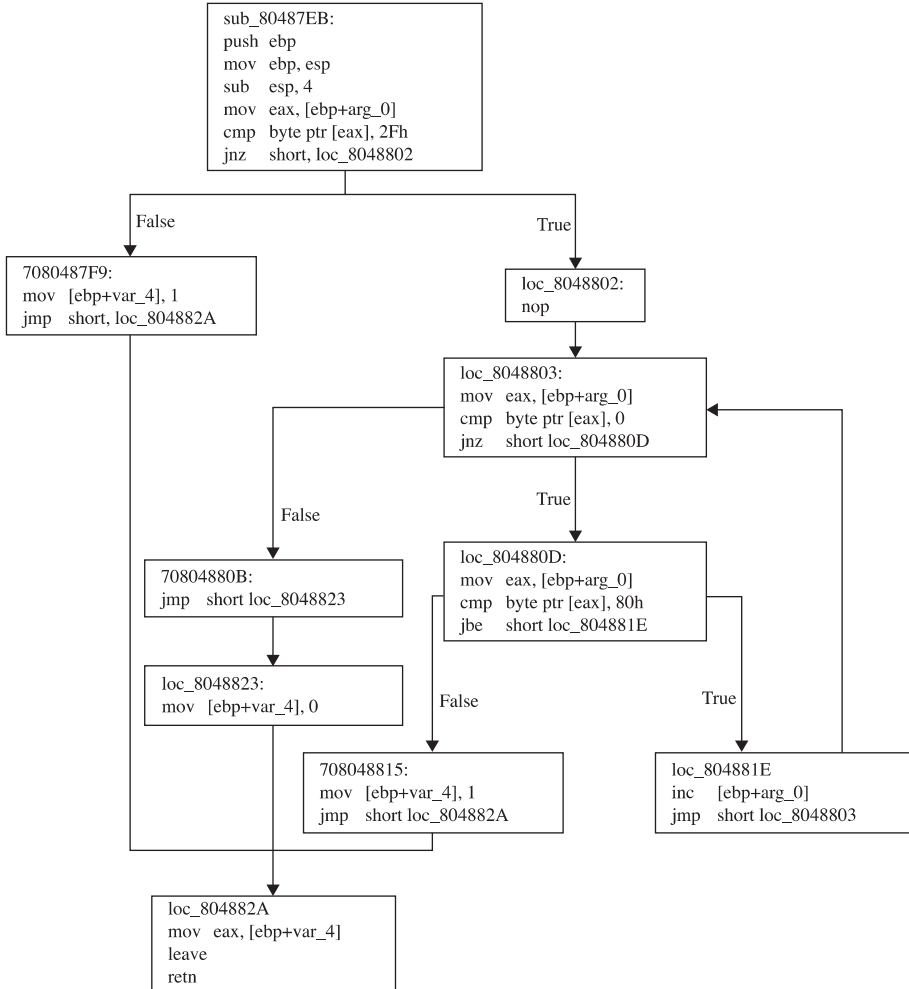 sub_80487EB:
push ebp
mov ebp, esp
sub esp, 4
mov eax, [ebp+arg_0]
cmp byte ptr [eax], 2Fh
jnz short, loc_8048802
False
True
7080487F9:
mov [ebp+var_4], 1
jmp short, loc_804882A
loc_8048802:
nop
loc_8048803:
mov eax, [ebp+arg_0]
cmp byte ptr [eax], 0
jnz short loc_804880D
False
True
70804880B:
jmp short loc_8048823
loc_804880D:
mov eax, [ebp+arg_0]
cmp byte ptr [eax], 80h
jbe short loc_804881E
loc_8048823:
mov [ebp+var_4], 0
False
True
708048815:
mov [ebp+var_4], 1
jmp short loc_804882A
loc_804881E
inc [ebp+arg_0]
jmp short loc_8048803
loc_804882A
mov eax, [ebp+var_4]
leave
retn